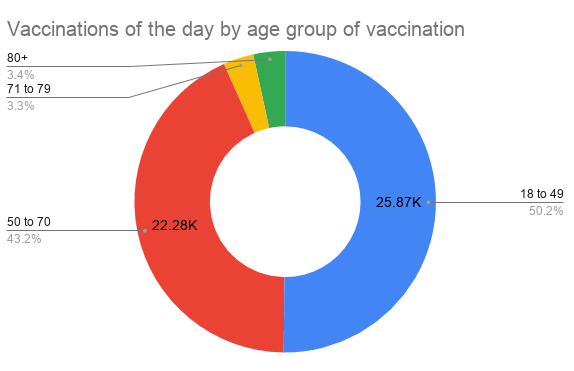 Vaccinations of the day by age group of vaccination
80+
3.4%
71 to 79
3.3%
18 to 49
50.2%
25.87K
50 to 70
43.2%
22.28K